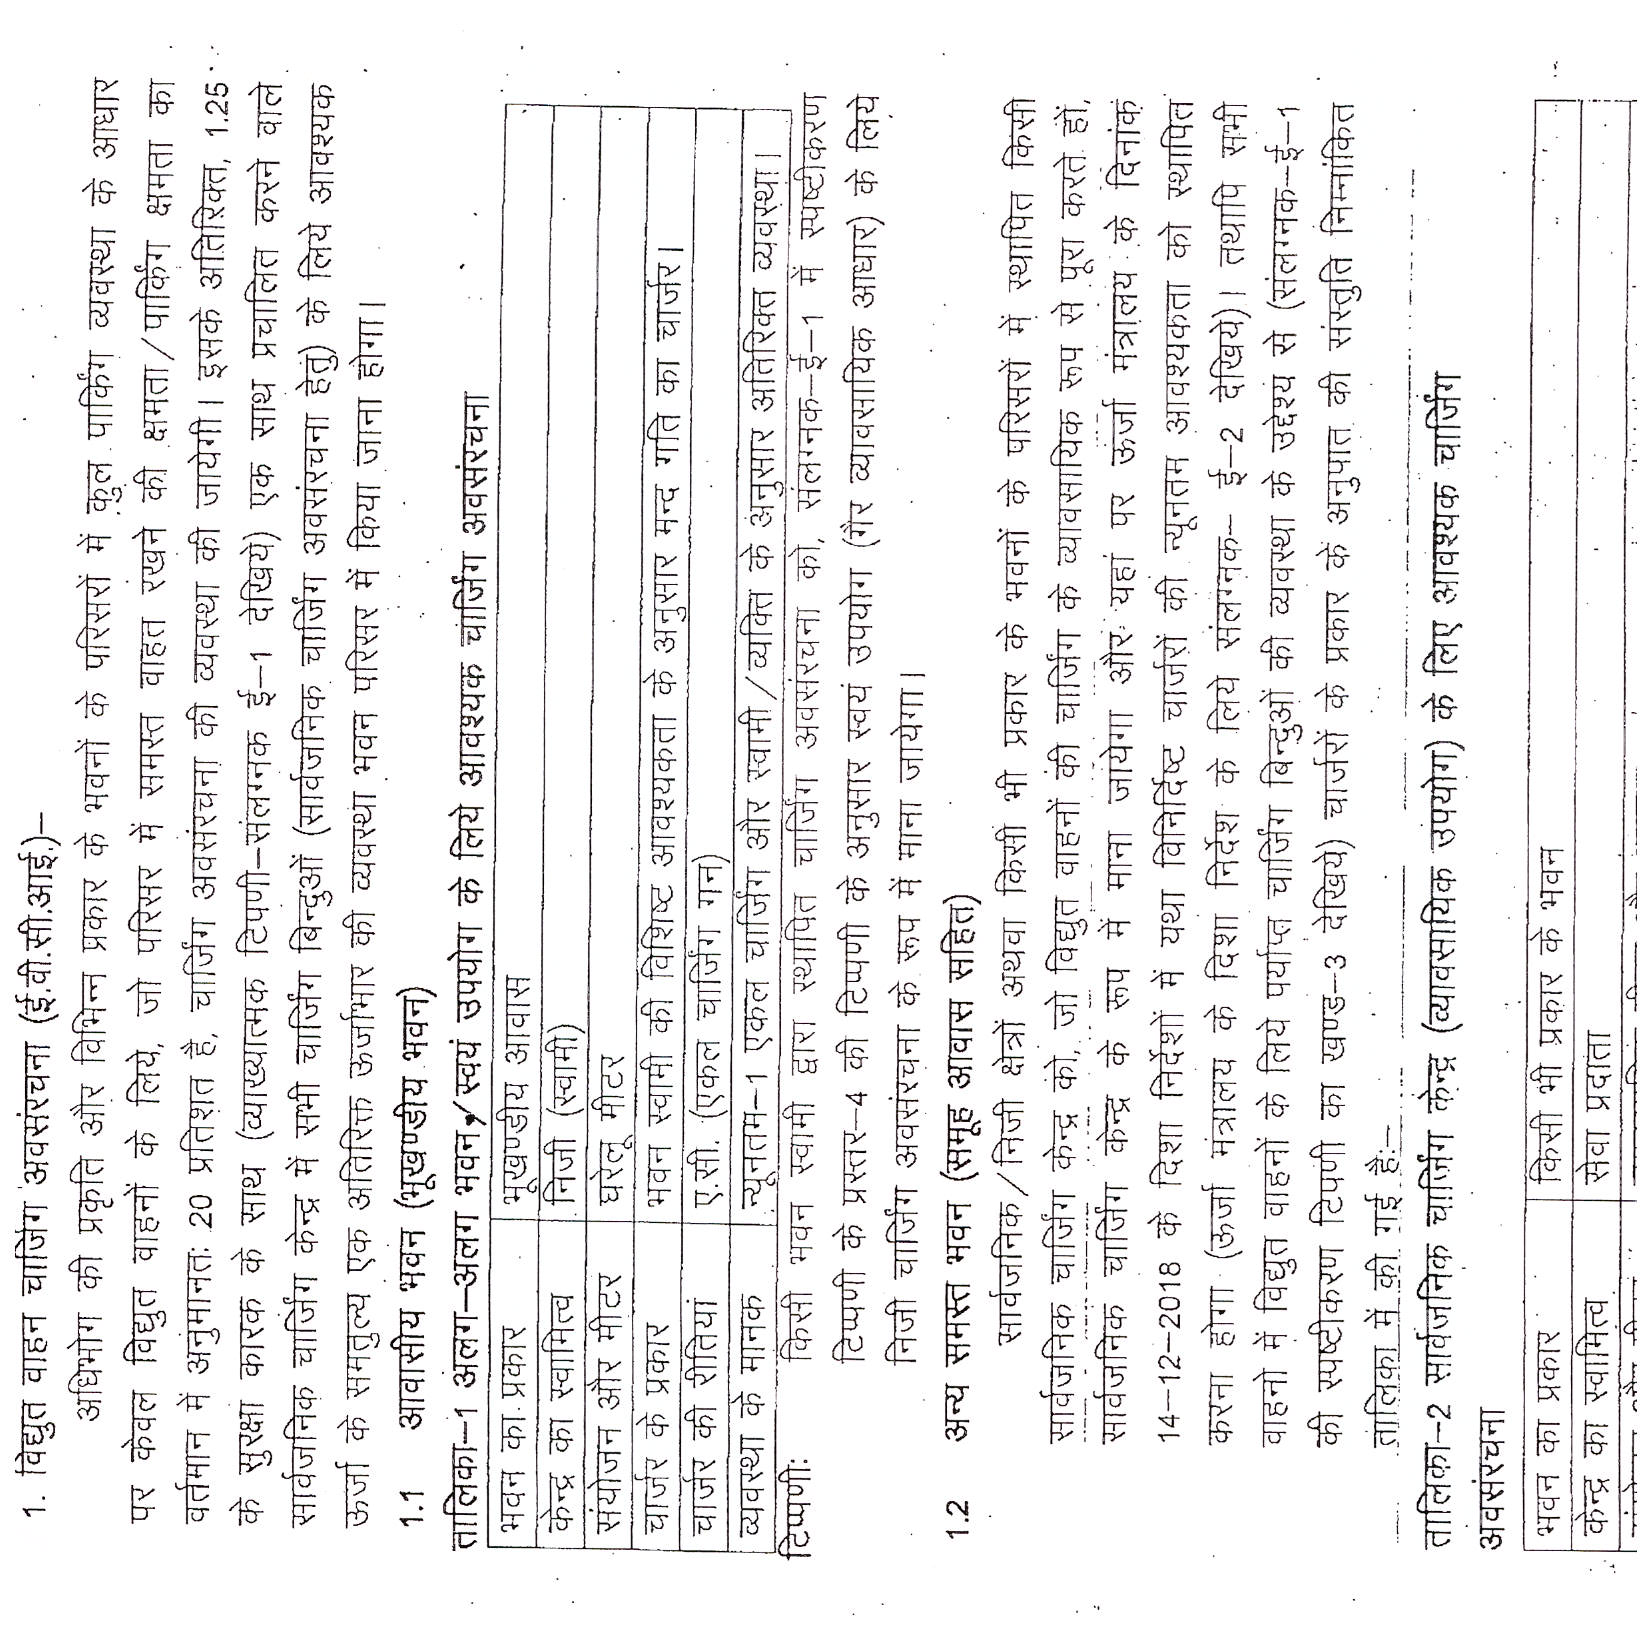 1. विद्युत वाहन चार्जिंग अवसंरचना (ई.वी.सी.आई.)–
अधिभोग की प्रकृति और विभिन्न प्रकार के भवनों के परिसरों में कुल पार्किंग व्यवस्था के आधार
पर केवल विद्युत वाहनों के लिये, जो परिसर में समस्त वाहन रखने की क्षमता/पार्किंग क्षमता का
वर्तमान में अनुमानतः 20 प्रतिशत है, चार्जिंग अवसंरचना की व्यवस्था की जायेगी। इसके अतिरिक्त, 1.25
के सुरक्षा कारक के साथ (व्याख्यात्मक टिपणी–संलग्नक ई–1 देखिये) एक साथ प्रचालित करने वाले
सार्वजनिक चार्जिंग केन्द्र में सभी चार्जिंग बिन्दुओं (सार्वजनिक चार्जिंग अवसंरचना हेतु) के लिये आवश्यक
ऊर्जा के समतुल्य एक अतिरिक्त ऊर्जाभार की व्यवस्था भवन परिसर में किया जाना होगा।
1.1 आवासीय भवन (भूखण्डीय भवन)
तालिका–1 अलग–अलग भवन/स्वयं उपयोग के लिये आवश्यक चार्जिंग अवसंरचना
भवन का प्रकार भूखण्डीय आवास
केन्द्र का स्वामित्व निजी (स्वामी)
संयोजन और मीटर घरेलू मीटर
चार्जर के प्रकार भवन स्वामी की विशिष्ट आवश्यकता के अनुसार मन्द गति का चार्जर।
चार्जर की रीतियां ए.सी. (एकल चार्जिंग गान)
व्यवस्था के मानक न्यूनतम–1 एकल चार्जिंग और स्वामी/व्यक्ति के अनुसार अतिरिक्त व्यवस्था।
टिप्पणी: किसी भवन स्वामी द्वारा स्थापित चार्जिंग अवसंरचना को, संलग्नक–ई–1 में स्पष्टीकरण
टिप्पणी के प्रस्तर–4 की टिप्पणी के अनुसार स्वयं उपयोग (गैर व्यावसायिक आधार) के लिये
निजी चार्जिंग अवसंरचना के रूप में माना जायेगा।
1.2 अन्य समस्त भवन (समूह आवास सहित)
सार्वजनिक/निजी क्षेत्रों अथवा किसी भी प्रकार के भवनों के परिसरों में स्थापित किसी
सार्वजनिक चार्जिंग केन्द्र को, जो विद्युत वाहनों की चार्जिंग के व्यावसायिक रूप से पूरा करते हों,
सार्वजनिक चार्जिंग केन्द्र के रूप में माना जायेगा और यहां पर ऊर्जा मंत्रालय के दिनांक
14–12–2018 के दिशा निर्देशों में यथा विनिर्दिष्ट चार्जरों की न्यूनतम आवश्यकता को स्थापित
करना होगा (ऊर्जा मंत्रालय के दिशा निर्देश के लिये संलग्नक– ई–2 देखिये)। तथापि सभी
वाहनों में विद्युत वाहनों के लिये पर्याप्त चार्जिंग बिन्दुओं की व्यवस्था के उद्देश्य से (संलग्नक–ई–1
की स्पष्टीकरण टिपणी का खण्ड–3 देखिये) चार्जरों के प्रकार के अनुपात की संस्तुति निम्नांकित
तालिका में की गई है:–
तालिका–2 सार्वजनिक चार्जिंग केन्द्र (व्यावसायिक उपयोग) के लिए आवश्यक चार्जिंग
अवसंरचना
भवन का प्रकार किसी भी प्रकार के भवन
केन्द्र का स्वामित्व सेवा प्रदाता